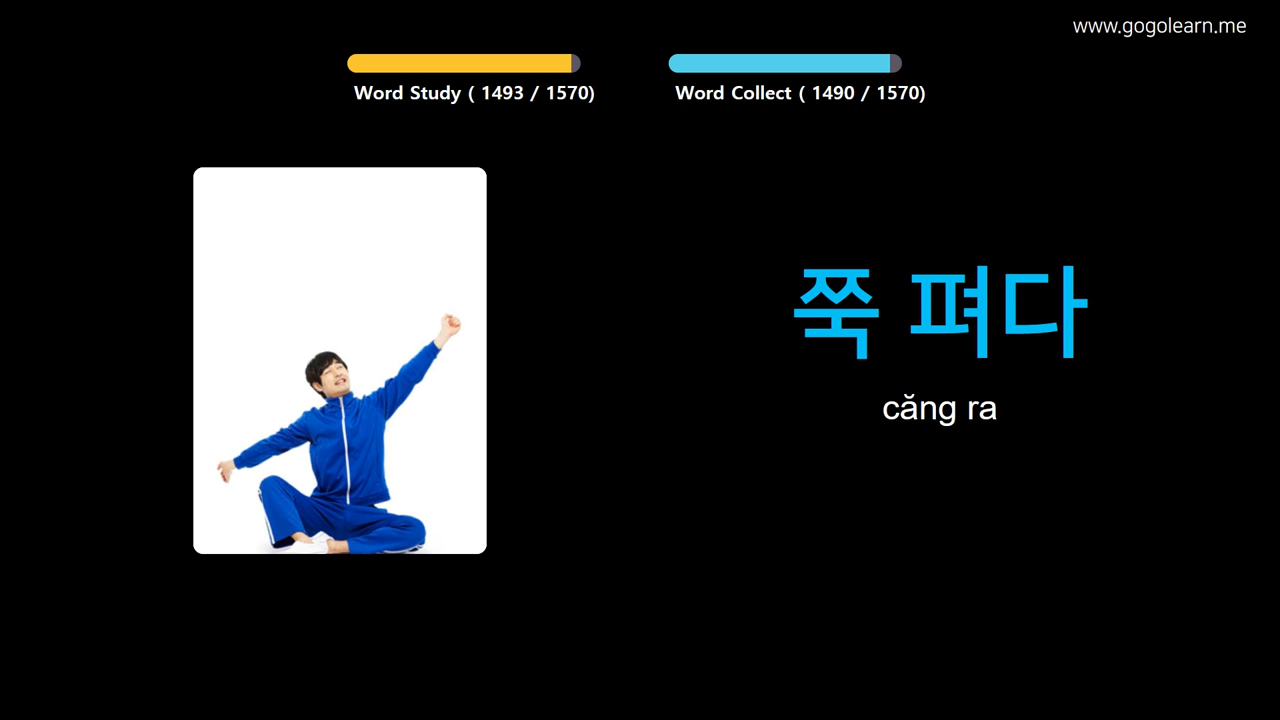 www.gogolearn.me
Word Study ( 1493 / 1570)
Word Collect ( 1490 / 1570)
쭉 펴다
căng ra